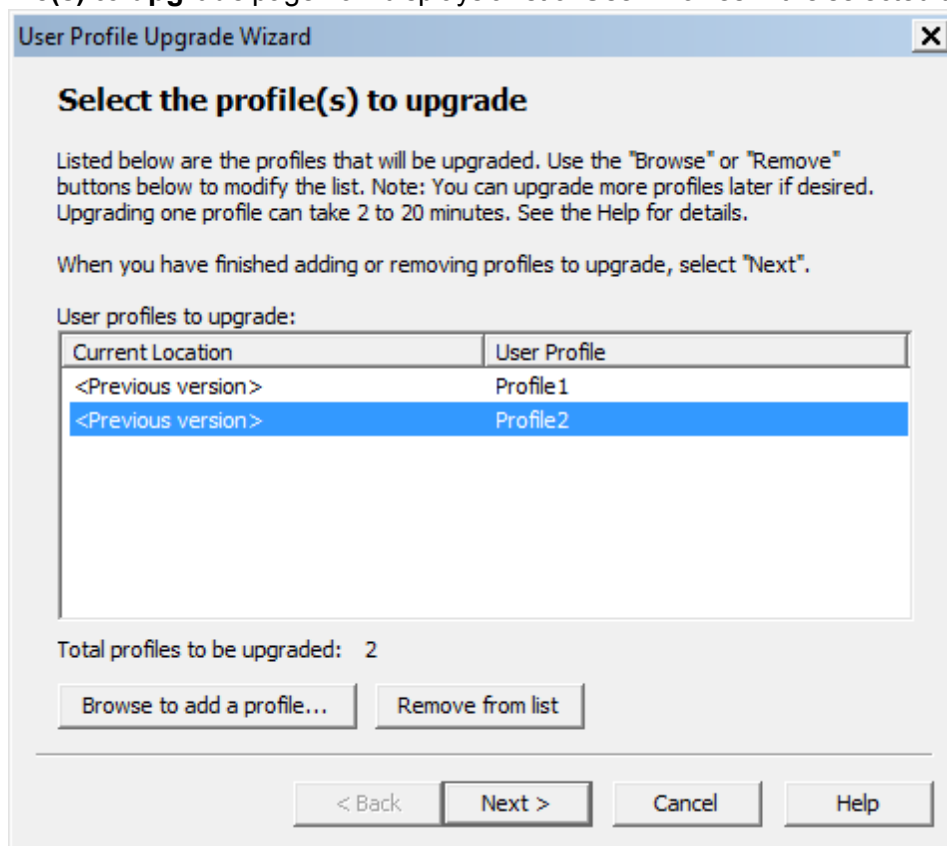 User Profile Upgrade Wizard
Select the profile(s) to upgrade
Listed below are the profiles that will be upgraded. Use the "Browse" or "Remove"
buttons below to modify the list. Note: You can upgrade more profiles later if desired.
Upgrading one profile can take 2 to 20 minutes. See the Help for details.
When you have finished adding or removing profiles to upgrade, select "Next".
User profiles to upgrade:
Current Location User Profile
<Previous version> Profile1
<Previous version> Profile2
Total profiles to be upgraded: 2
Browse to add a profile... Remove from list
< Back Next > Cancel Help